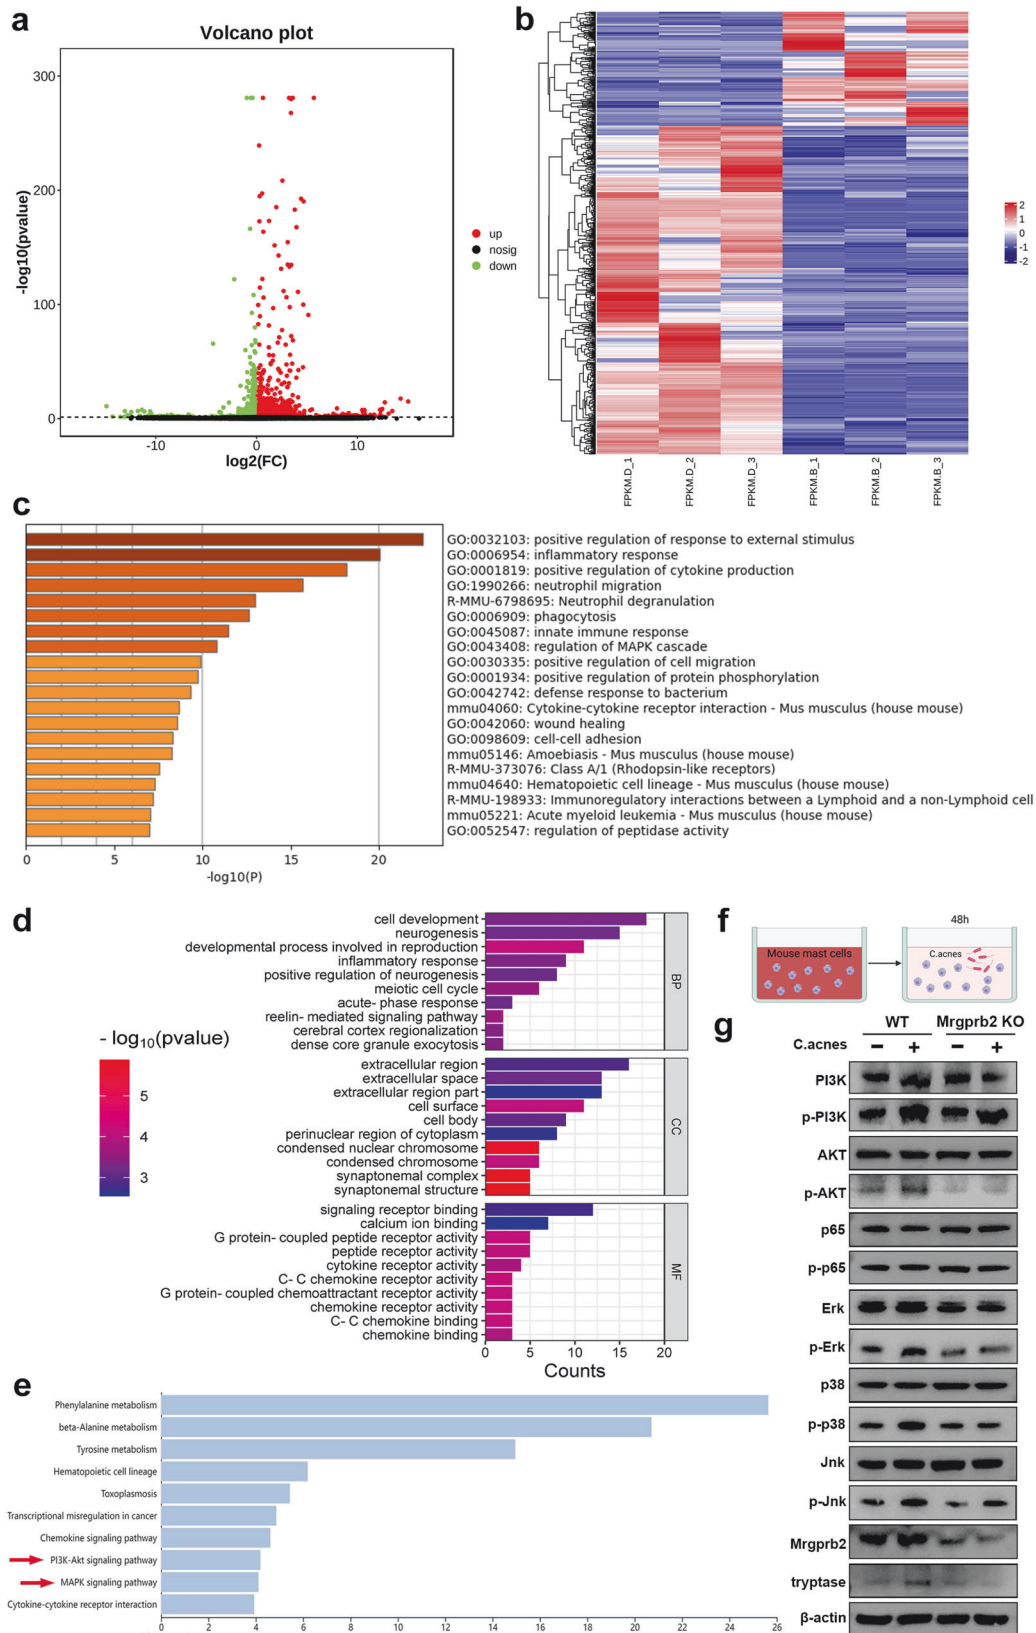 a
Volcano plot
300
200
100
0
-log10(pvalue)
-10
0
10
log2(FC)
up
nosig
down
b
2
1
0
-1
-2
FPKM.D_1
FPKM.D_2
FPKM.D_3
FPKM.B_1
FPKM.B_2
FPKM.B_3
c
GO:0032103: positive regulation of response to external stimulus
GO:0006954: inflammatory response
GO:0001819: positive regulation of cytokine production
GO:1990266: neutrophil migration
R-MMU-6798695: Neutrophil degranulation
GO:0006909: phagocytosis
GO:0045087: innate immune response
GO:0043408: regulation of MAPK cascade
GO:0030335: positive regulation of cell migration
GO:0001934: positive regulation of protein phosphorylation
GO:0042742: defense response to bacterium
mmu04060: Cytokine-cytokine receptor interaction - Mus musculus (house mouse)
GO:0042060: wound healing
GO:0098609: cell-cell adhesion
mmu05146: Amoebiasis - Mus musculus (house mouse)
R-MMU-373076: Class A/1 (Rhodopsin-like receptors)
mmu04640: Hematopoietic cell lineage - Mus musculus (house mouse)
R-MMU-198933: Immunoregulatory interactions between a Lymphoid and a non-Lymphoid cell
mmu05221: Acute myeloid leukemia - Mus musculus (house mouse)
GO:0052547: regulation of peptidase activity
0 5 10 15 20
-log10(P)
d
- log10(pvalue)
5
4
3
cell development
neurogenesis
developmental process involved in reproduction
inflammatory response
positive regulation of neurogenesis
meiotic cell cycle
acute- phase response
reelin- mediated signaling pathway
cerebral cortex regionalization
dense core granule exocytosis
BP
extracellular region
extracellular space
extracellular region part
cell surface
cell body
perinuclear region of cytoplasm
condensed nuclear chromosome
condensed chromosome
synaptonemal complex
synaptonemal structure
CC
signaling receptor binding
calcium ion binding
G protein- coupled peptide receptor activity
peptide receptor activity
cytokine receptor activity
C- C chemokine receptor activity
G protein- coupled chemoattractant receptor activity
chemokine receptor activity
C- C chemokine binding
chemokine binding
MF
0 5 10 15 20
Counts
e
Phenylalanine metabolism
beta-Alanine metabolism
Tyrosine metabolism
Hematopoietic cell lineage
Toxoplasmosis
Transcriptional misregulation in cancer
Chemokine signaling pathway
PI3K-Akt signaling pathway
MAPK signaling pathway
Cytokine-cytokine receptor interaction
0 2 4 6 8 10 12 14 16 18 20 22 24 26
f
48h
Mouse mast cells
C.acnes
g
WT Mrgprb2 KO
C.acnes − + − +
PI3K
p-PI3K
AKT
p-AKT
p65
p-p65
Erk
p-Erk
p38
p-p38
Jnk
p-Jnk
Mrgprb2
tryptase
β-actin